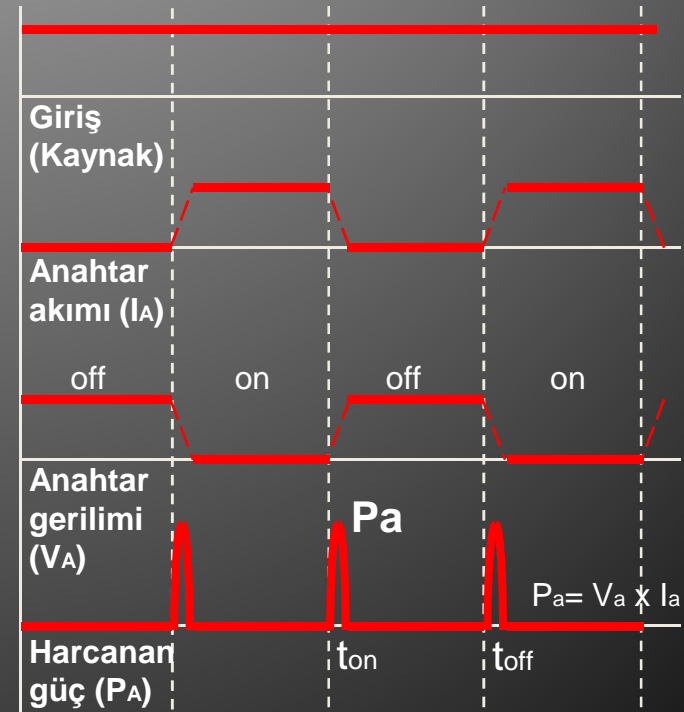 Giriş
(Kaynak)
Anahtar
akımı (IA)
off on off on
Anahtar
gerilimi
(VA)
Pa
Pa= Va x Ia
Harcanan
güç (PA)
ton toff